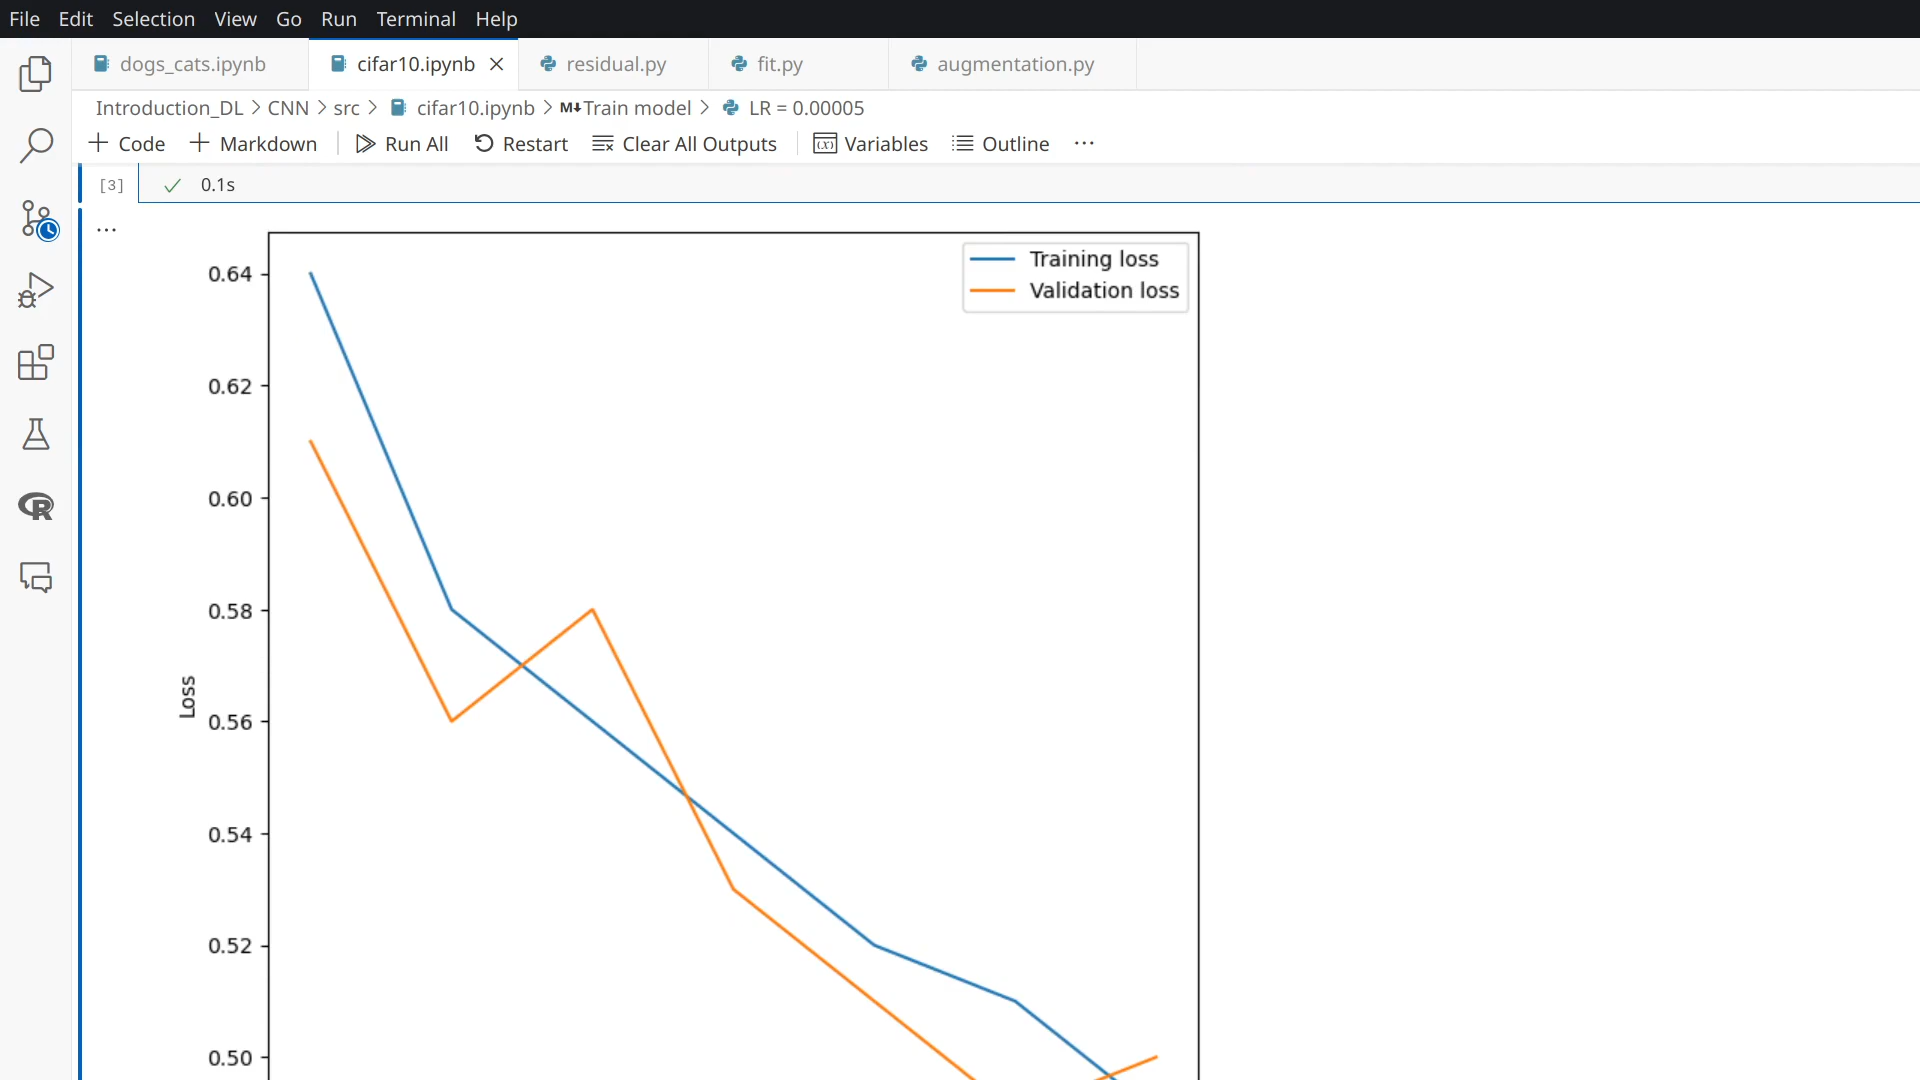 File Edit Selection View Go Run Terminal Help
dogs_cats.ipynb cifar10.ipynb residual.py fit.py augmentation.py
Introduction_DL > CNN > src > cifar10.ipynb > M↓Train model > LR = 0.00005
+ Code + Markdown Run All Restart Clear All Outputs (x) Variables Outline ...
[3] ✓ 0.1s
...
Training loss
Validation loss
0.64
0.62
0.60
0.58
0.56
0.54
0.52
0.50
Loss
R